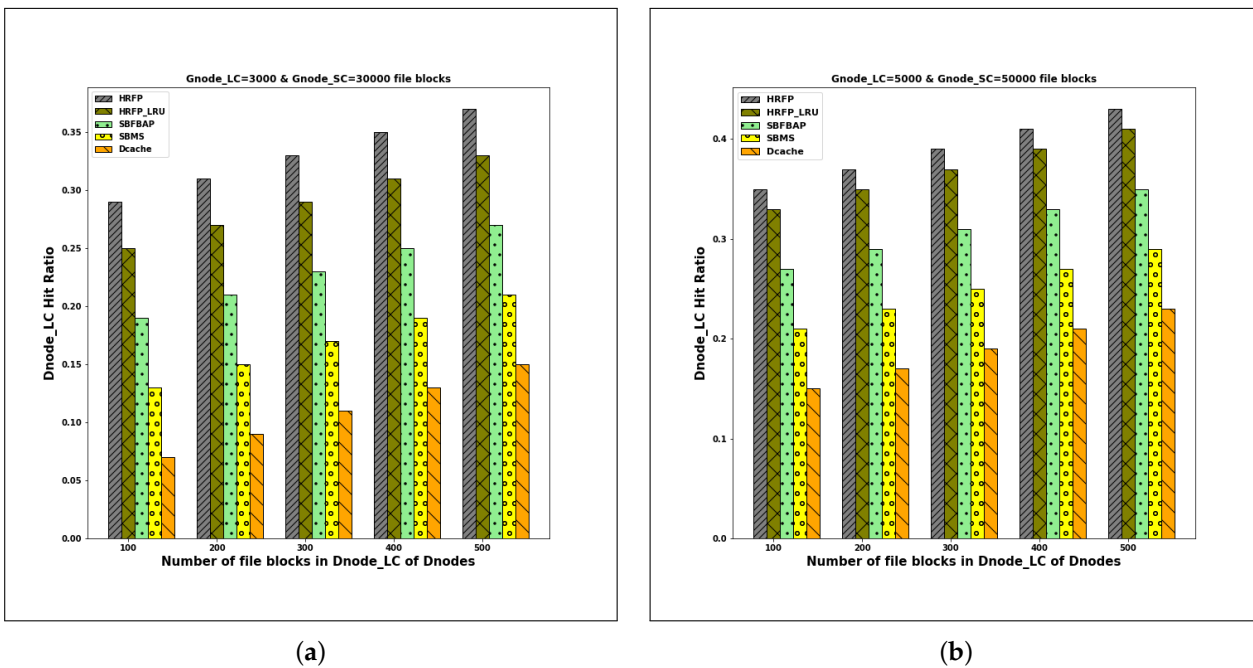 Gnode_LC=3000 & Gnode_SC=30000 file blocks
HRFP
HRFP_LRU
SBFBAP
SBMS
Dcache
Dnode_LC Hit Ratio
0.35
0.30
0.25
0.20
0.15
0.10
0.05
0.00
100 200 300 400 500
Number of file blocks in Dnode_LC of Dnodes
(a)
Gnode_LC=5000 & Gnode_SC=50000 file blocks
HRFP
HRFP_LRU
SBFBAP
SBMS
Dcache
Dnode_LC Hit Ratio
0.4
0.3
0.2
0.1
0.0
100 200 300 400 500
Number of file blocks in Dnode_LC of Dnodes
(b)